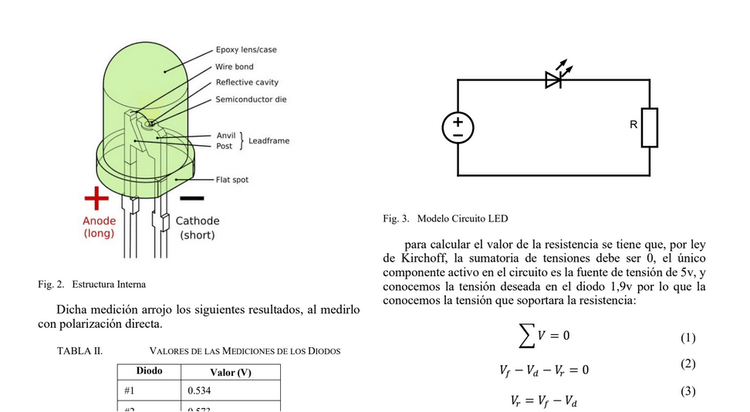 Epoxy lens/case
Wire bond
Reflective cavity
Semiconductor die
Anvil
Post
Leadframe
Flat spot
+
−
Anode
(long)
Cathode
(short)
Fig. 2. Estructura Interna
Dicha medición arrojo los siguientes resultados, al medirlo
con polarización directa.
TABLA II. VALORES DE LAS MEDICIONES DE LOS DIODOS
Diodo Valor (V)
#1 0.534
#2 0.573
+
−
R
Fig. 3. Modelo Circuito LED
para calcular el valor de la resistencia se tiene que, por ley
de Kirchoff, la sumatoria de tensiones debe ser 0, el único
componente activo en el circuito es la fuente de tensión de 5v, y
conocemos la tensión deseada en el diodo 1,9v por lo que la
conocemos la tensión que soportara la resistencia:
∑ V = 0 (1)
V_f − V_d − V_r = 0 (2)
V_r = V_f − V_d (3)